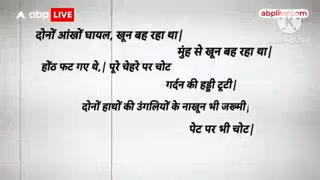 abp LIVE
abplive.com
दोनों आंखों घायल, खून बह रहा था|
मुंह से खून बह रहा था|
होंठ फट गए थे,| पूरे चेहरे पर चोट
गर्दन की हड्डी टूटी|
दोनों हाथों की उंगलियों के नाखून भी जख्मी|
पेट पर भी चोट|